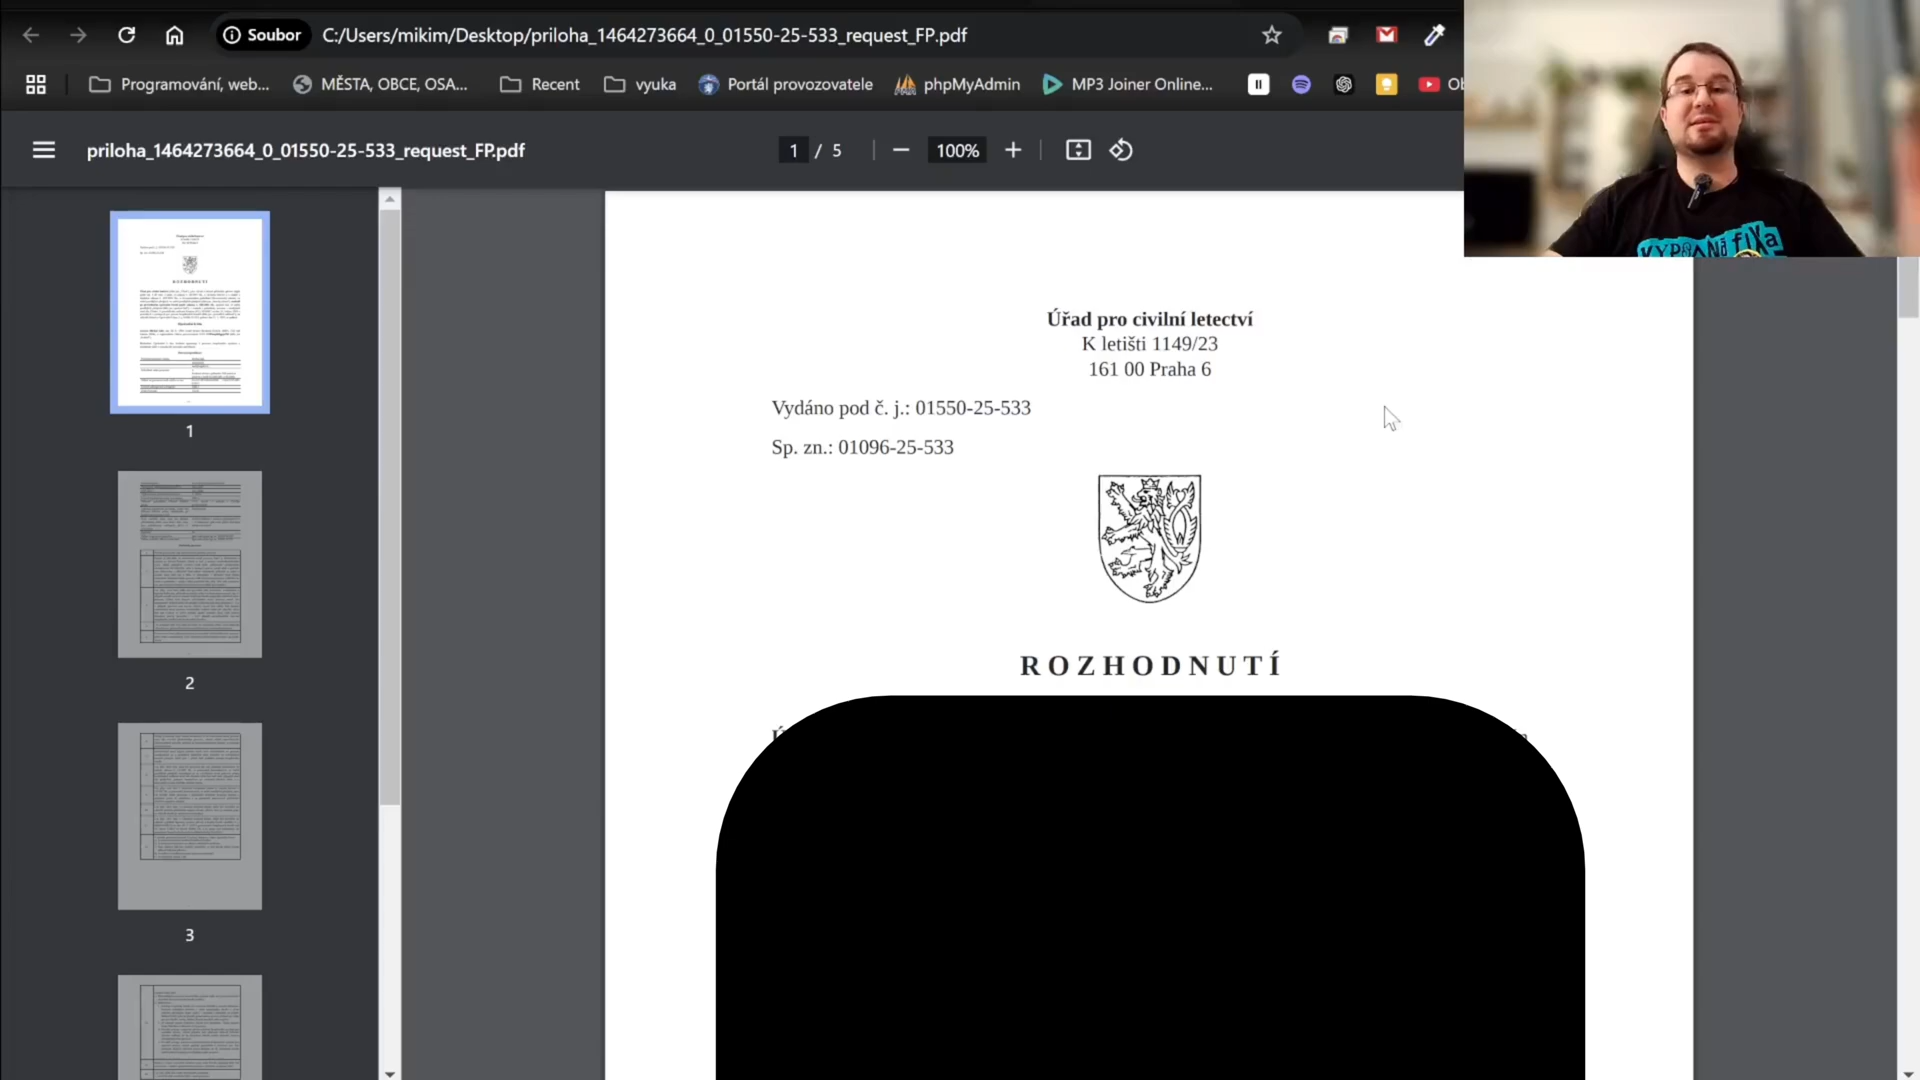 Soubor
C:/Users/mikim/Desktop/priloha_1464273664_0_01550-25-533_request_FP.pdf
Programování, web...
MĚSTA, OBCE, OSA...
Recent
vyuka
Portál provozovatele
phpMyAdmin
MP3 Joiner Online...
priloha_1464273664_0_01550-25-533_request_FP.pdf
1 / 5
100%
VYPSANÁ FIXA
Úřad pro civilní letectví
K letišti 1149/23
161 00 Praha 6
Vydáno pod č. j.: 01550-25-533
Sp. zn.: 01096-25-533
ROZHODNUTÍ
1
2
3